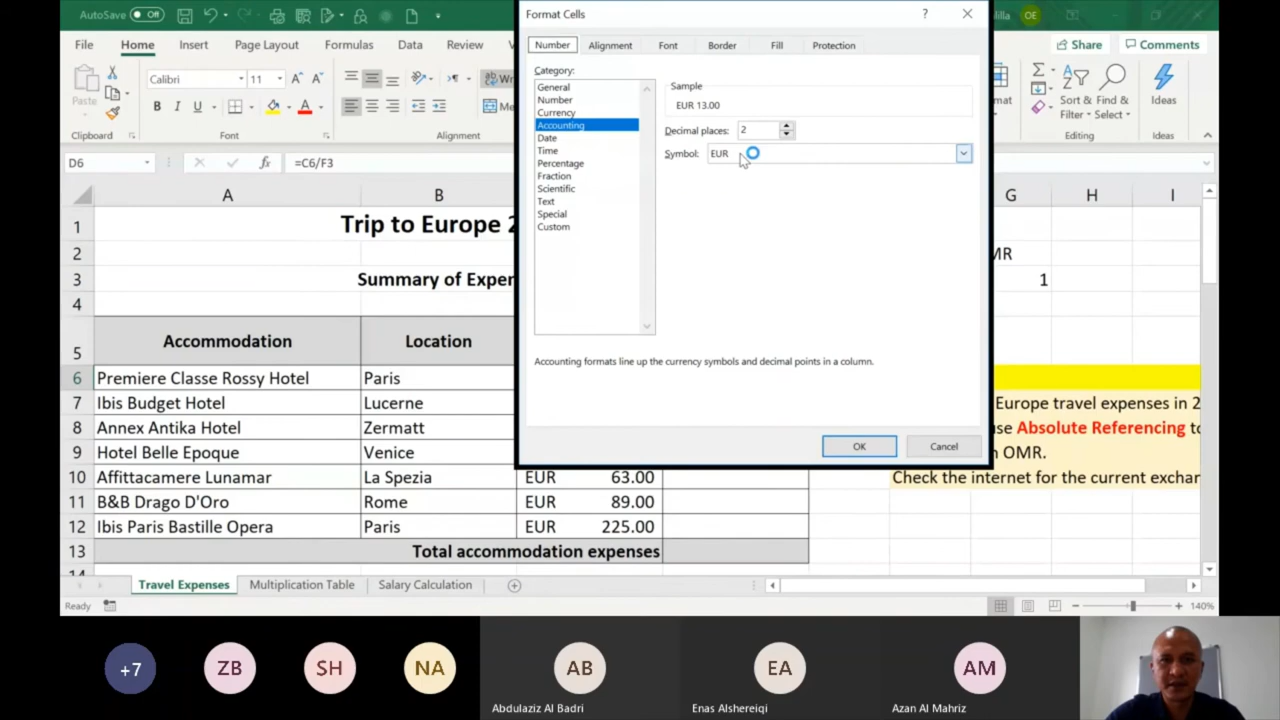 AutoSave Off
lilla OE
File Home Insert Page Layout Formulas Data Review
Share Comments
Paste
Calibri 11
B I U
Clipboard Font Alignment
Sort & Find &
Filter Select
Editing
Ideas
Ideas
D6 =C6/F3
Format Cells
Number Alignment Font Border Fill Protection
Category:
General
Number
Currency
Accounting
Date
Time
Percentage
Fraction
Scientific
Text
Special
Custom
Sample
EUR 13.00
Decimal places: 2
Symbol: EUR
Accounting formats line up the currency symbols and decimal points in a column.
OK Cancel
A B G H I
1 Trip to Europe 2
2 MR
3 Summary of Expen 1
4
5 Accommodation Location
6 Premiere Classe Rossy Hotel Paris
7 Ibis Budget Hotel Lucerne Europe travel expenses in 2
8 Annex Antika Hotel Zermatt se Absolute Referencing to
9 Hotel Belle Epoque Venice OMR.
10 Affittacamere Lunamar La Spezia EUR 63.00 Check the internet for the current exchar
11 B&B Drago D'Oro Rome EUR 89.00
12 Ibis Paris Bastille Opera Paris EUR 225.00
13 Total accommodation expenses
Travel Expenses Multiplication Table Salary Calculation
Ready 140%
+7 ZB SH NA AB EA AM
Abdulaziz Al Badri Enas Alshereiqi Azan Al Mahriz